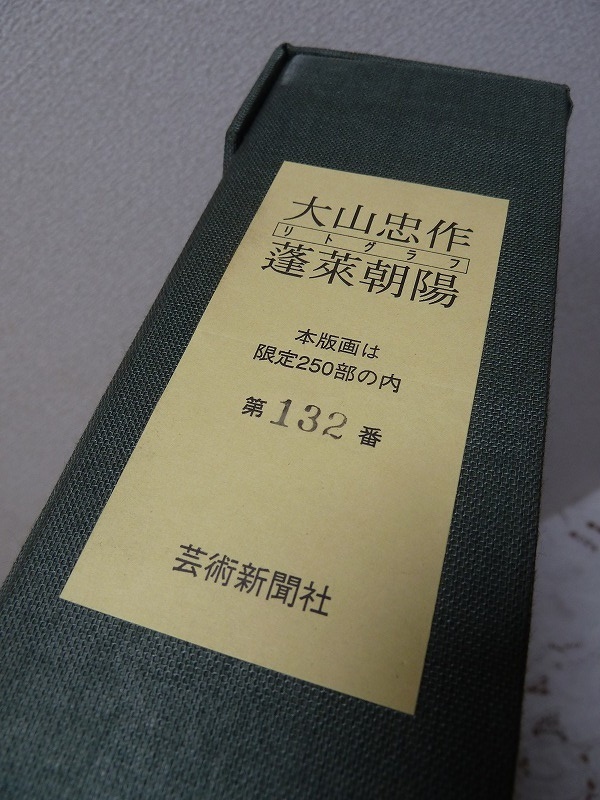 大山忠作
リトグラフ
蓬萊朝陽
本版画は
限定250部の内
第132番
芸術新聞社